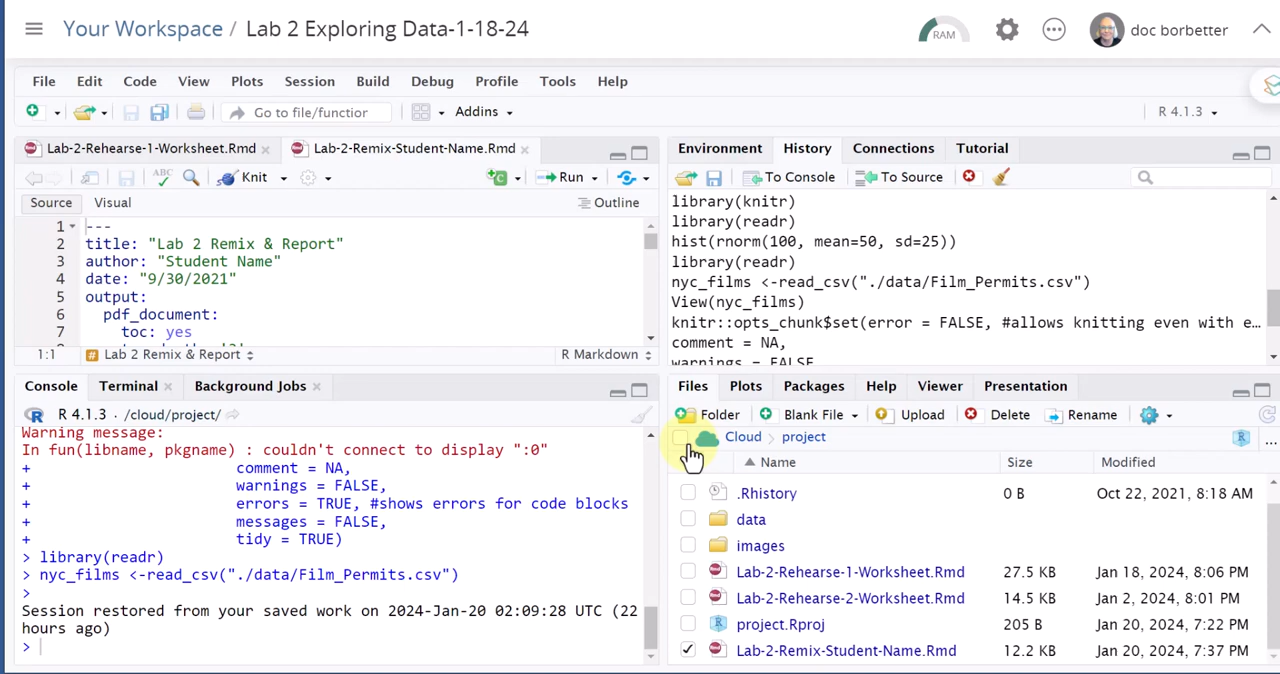 Your Workspace / Lab 2 Exploring Data-1-18-24
RAM
doc borbetter
File Edit Code View Plots Session Build Debug Profile Tools Help
Go to file/functior
Addins
R 4.1.3
Lab-2-Rehearse-1-Worksheet.Rmd
Lab-2-Remix-Student-Name.Rmd
ABC
Knit
Run
Source Visual
Outline
1 ---
2 title: "Lab 2 Remix & Report"
3 author: "Student Name"
4 date: "9/30/2021"
5 output:
6 pdf_document:
7 toc: yes
1:1
Lab 2 Remix & Report
R Markdown
Console Terminal Background Jobs
R 4.1.3 · /cloud/project/
Warning message:
In fun(libname, pkgname) : couldn't connect to display ":0"
+ comment = NA,
+ warnings = FALSE,
+ errors = TRUE, #shows errors for code blocks
+ messages = FALSE,
+ tidy = TRUE)
> library(readr)
> nyc_films <-read_csv("./data/Film_Permits.csv")
>
Session restored from your saved work on 2024-Jan-20 02:09:28 UTC (22
hours ago)
>
Environment History Connections Tutorial
To Console
To Source
library(knitr)
library(readr)
hist(rnorm(100, mean=50, sd=25))
library(readr)
nyc_films <-read_csv("./data/Film_Permits.csv")
View(nyc_films)
knitr::opts_chunk$set(error = FALSE, #allows knitting even with e…
comment = NA,
warnings = FALSE
Files Plots Packages Help Viewer Presentation
Folder Blank File Upload Delete Rename
Cloud project
Name Size Modified
.Rhistory 0 B Oct 22, 2021, 8:18 AM
data
images
Lab-2-Rehearse-1-Worksheet.Rmd 27.5 KB Jan 18, 2024, 8:06 PM
Lab-2-Rehearse-2-Worksheet.Rmd 14.5 KB Jan 2, 2024, 8:01 PM
project.Rproj 205 B Jan 20, 2024, 7:22 PM
Lab-2-Remix-Student-Name.Rmd 12.2 KB Jan 20, 2024, 7:37 PM